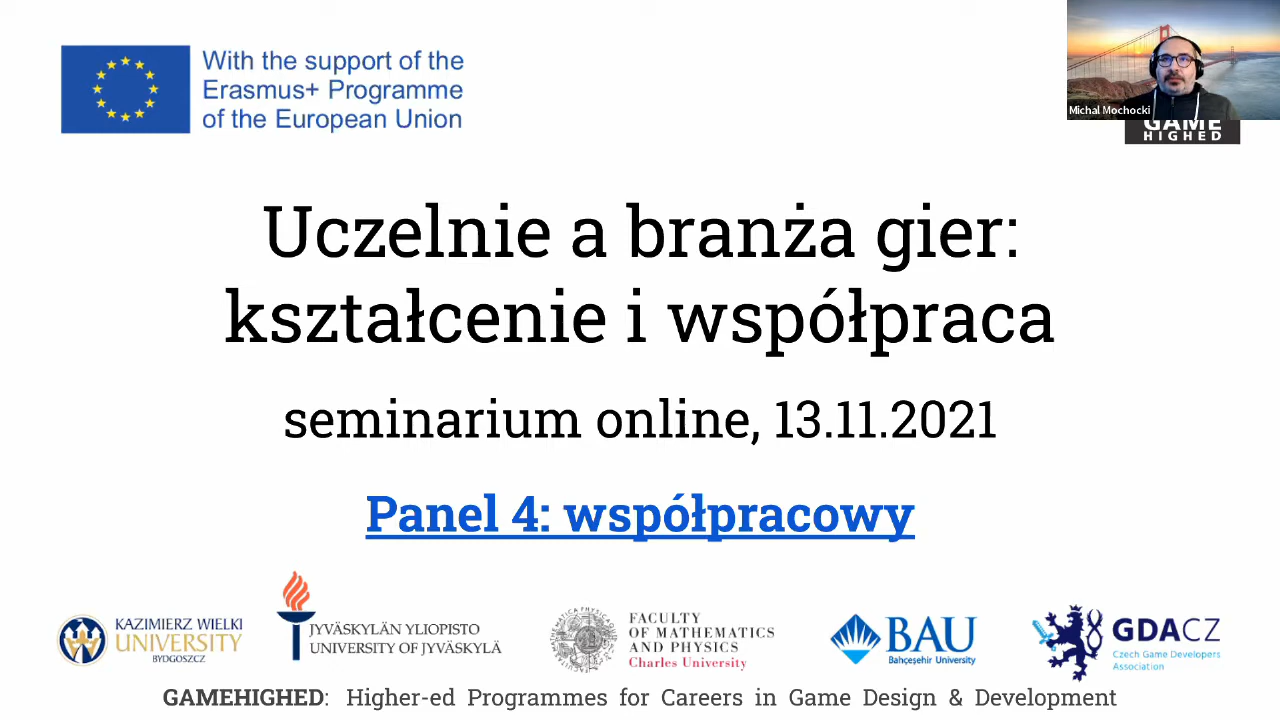 With the support of the
Erasmus+ Programme
of the European Union
Michal Mochocki
GAME
HIGHED
Uczelnie a branża gier:
kształcenie i współpraca
seminarium online, 13.11.2021
Panel 4: współpracowy
KAZIMIERZ WIELKI
UNIVERSITY
BYDGOSZCZ
JYVÄSKYLÄN YLIOPISTO
UNIVERSITY OF JYVÄSKYLÄ
FACULTY
OF MATHEMATICS
AND PHYSICS
Charles University
BAU
Bahçeşehir University
GDACZ
Czech Game Developers
Association
GAMEHIGHED: Higher-ed Programmes for Careers in Game Design & Development